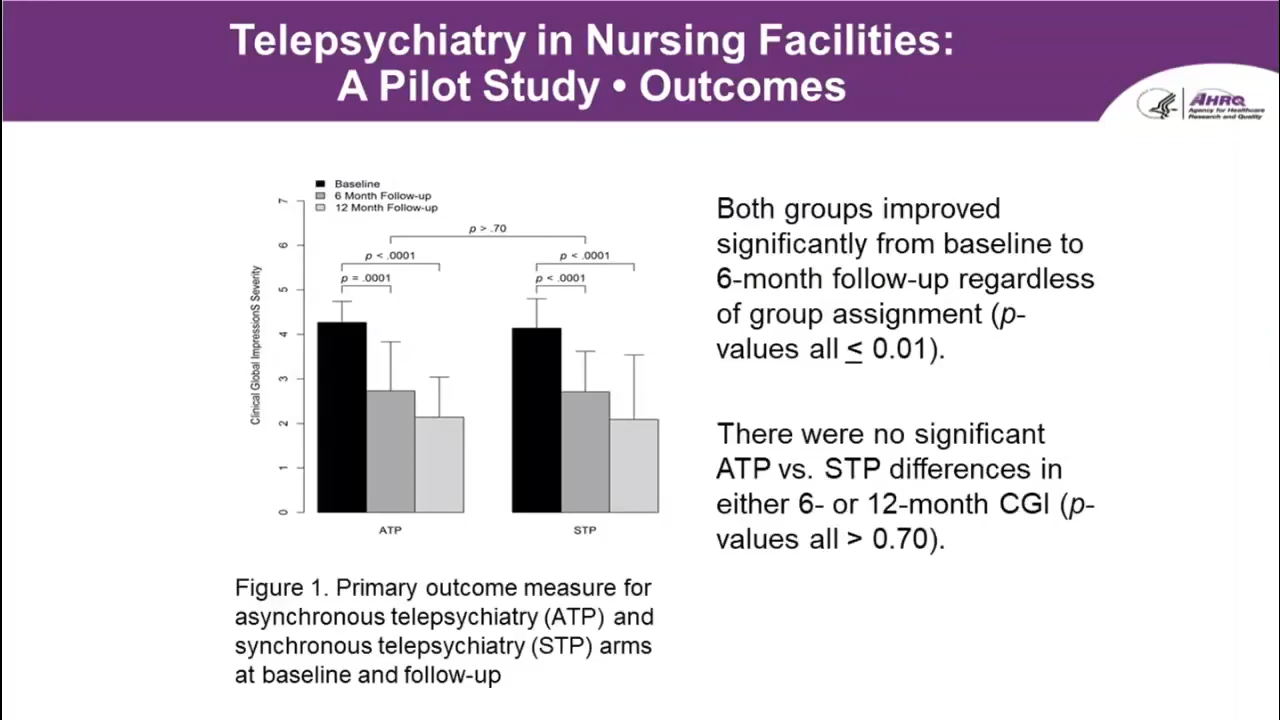 Telepsychiatry in Nursing Facilities:
A Pilot Study • Outcomes
AHRQ
Agency for Healthcare
Research and Quality
Baseline
6 Month Follow-up
12 Month Follow-up
7
6
5
4
3
2
1
0
Clinical Global ImpressionS Severity
p > .70
p < .0001
p = .0001
p < .0001
p < .0001
ATP
STP
Figure 1. Primary outcome measure for
asynchronous telepsychiatry (ATP) and
synchronous telepsychiatry (STP) arms
at baseline and follow-up
Both groups improved
significantly from baseline to
6-month follow-up regardless
of group assignment (p-
values all ≤ 0.01).
There were no significant
ATP vs. STP differences in
either 6- or 12-month CGI (p-
values all > 0.70).